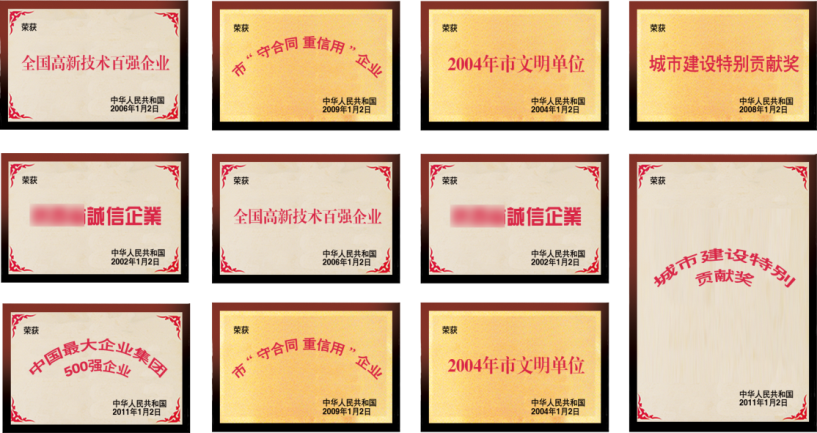 荣获
全国高新技术百强企业
中华人民共和国
2006年1月2日
荣获
市“守合同 重信用”企业
中华人民共和国
2009年1月2日
荣获
2004年市文明单位
中华人民共和国
2004年1月2日
荣获
城市建设特别贡献奖
中华人民共和国
2008年1月2日
荣获
誠信企業
中华人民共和国
2002年1月2日
荣获
全国高新技术百强企业
中华人民共和国
2006年1月2日
荣获
誠信企業
中华人民共和国
2002年1月2日
荣获
城市建设特别
贡献奖
中华人民共和国
2011年1月2日
荣获
中国最大企业集团
500强企业
中华人民共和国
2011年1月2日
荣获
市“守合同 重信用”企业
中华人民共和国
2009年1月2日
荣获
2004年市文明单位
中华人民共和国
2004年1月2日